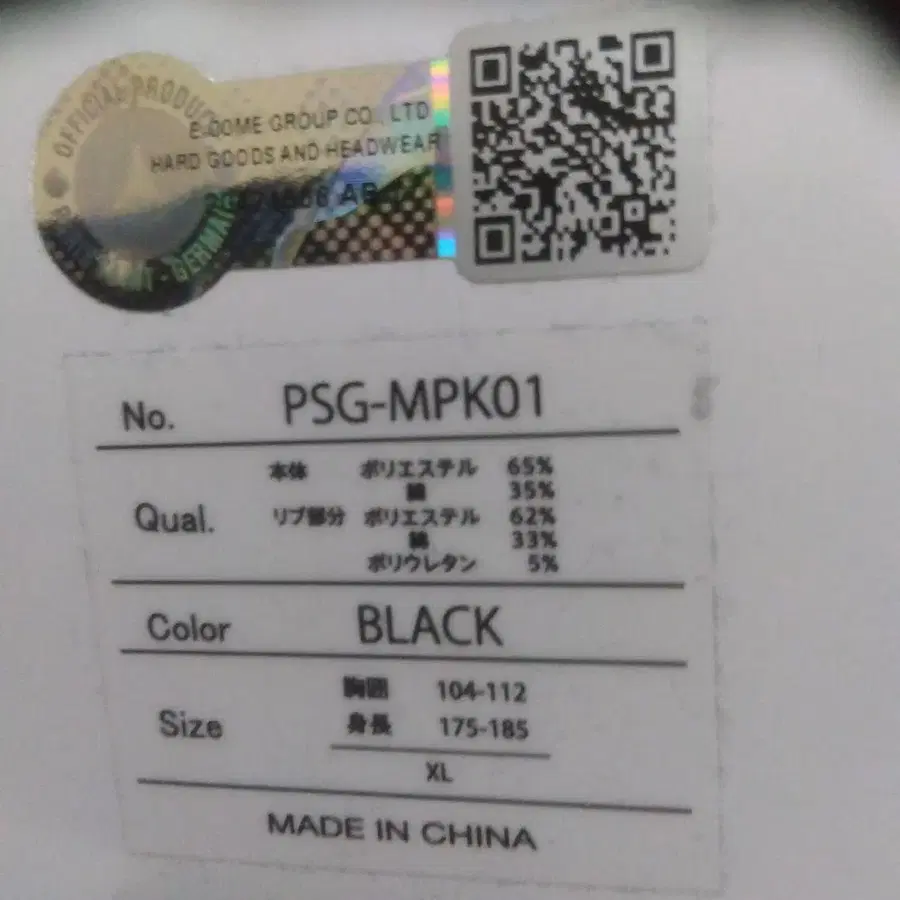 OFFICIAL PRODUCT
E-COME GROUP CO., LTD
HARD GOODS AND HEADWEAR
No. PSG-MPK01
Qual. 本体 ポリエステル 65%
綿 35%
リブ部分 ポリエステル 62%
綿 33%
ポリウレタン 5%
Color BLACK
Size 胸囲 104-112
身長 175-185
XL
MADE IN CHINA